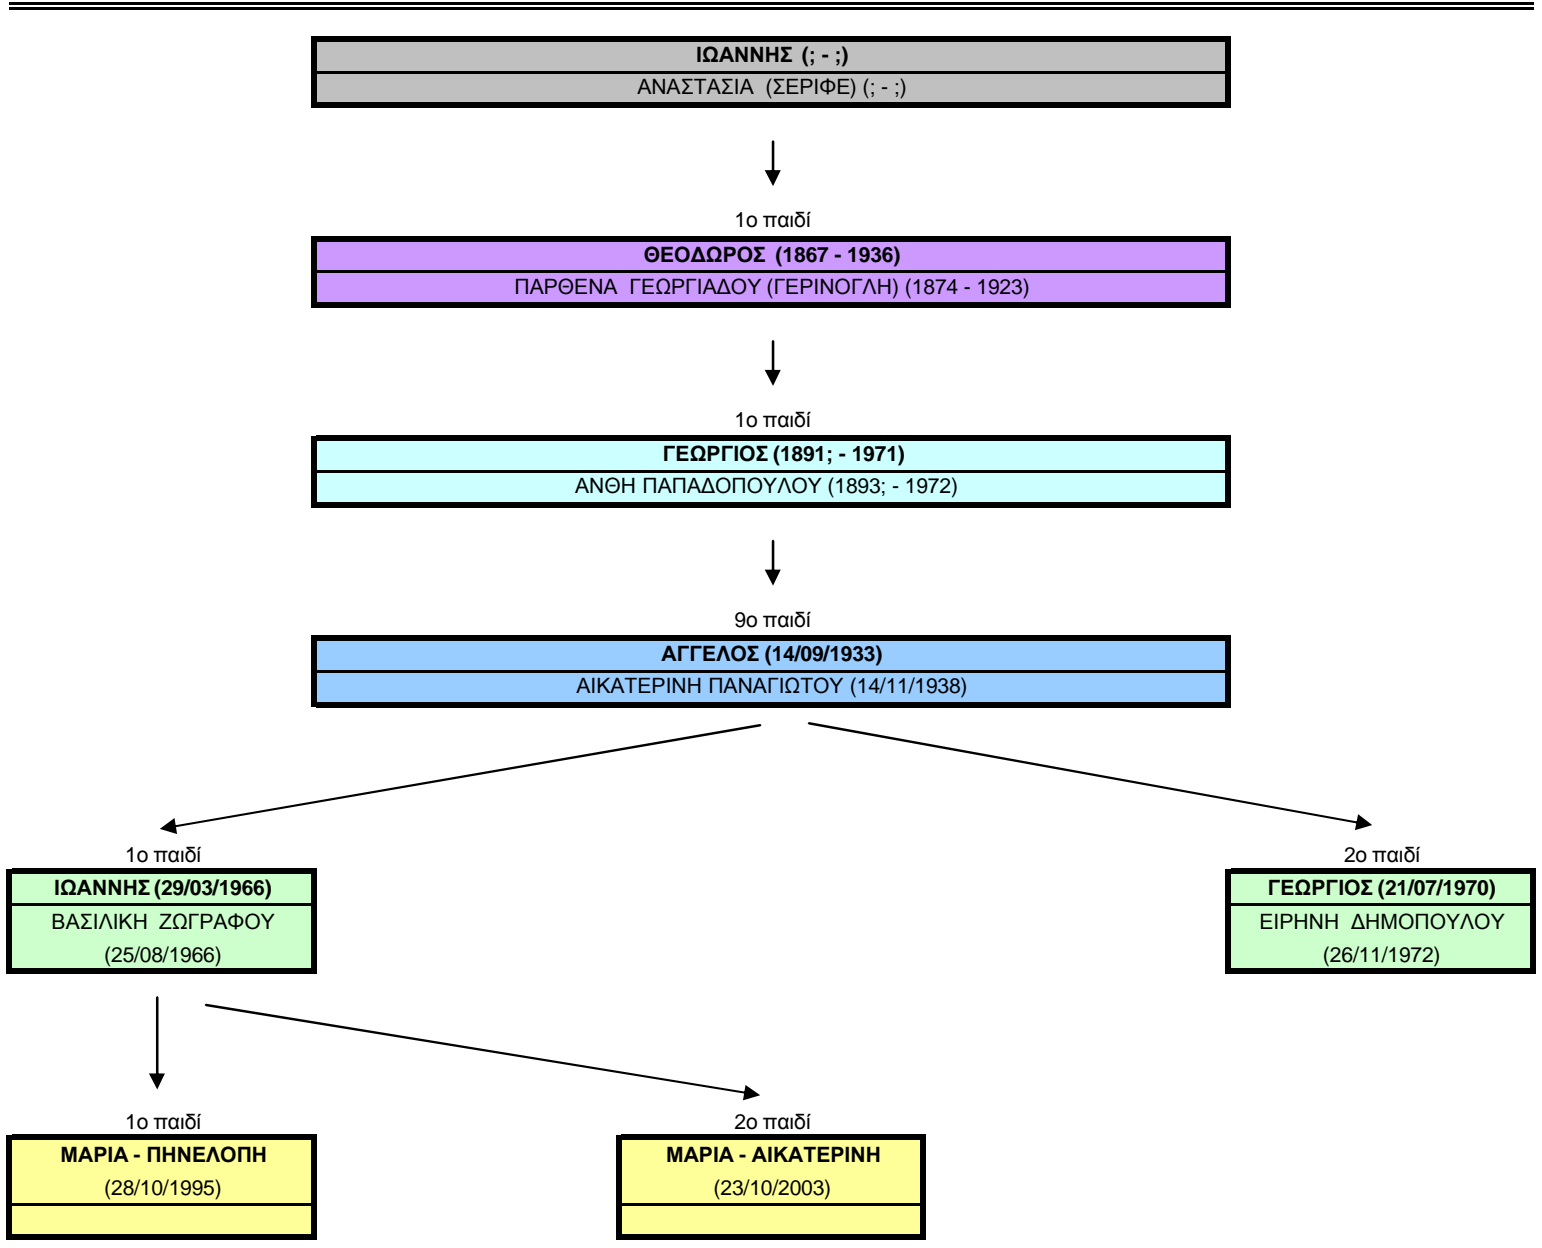 ΙΩΑΝΝΗΣ (; - ;)
ΑΝΑΣΤΑΣΙΑ (ΣΕΡΙΦΕ) (; - ;)
1ο παιδί
ΘΕΟΔΩΡΟΣ (1867 - 1936)
ΠΑΡΘΕΝΑ ΓΕΩΡΓΙΑΔΟΥ (ΓΕΡΙΝΟΓΛΗ) (1874 - 1923)
1ο παιδί
ΓΕΩΡΓΙΟΣ (1891; - 1971)
ΑΝΘΗ ΠΑΠΑΔΟΠΟΥΛΟΥ (1893; - 1972)
9ο παιδί
ΑΓΓΕΛΟΣ (14/09/1933)
ΑΙΚΑΤΕΡΙΝΗ ΠΑΝΑΓΙΩΤΟΥ (14/11/1938)
1ο παιδί
ΙΩΑΝΝΗΣ (29/03/1966)
ΒΑΣΙΛΙΚΗ ΖΩΓΡΑΦΟΥ
(25/08/1966)
2ο παιδί
ΓΕΩΡΓΙΟΣ (21/07/1970)
ΕΙΡΗΝΗ ΔΗΜΟΠΟΥΛΟΥ
(26/11/1972)
1ο παιδί
ΜΑΡΙΑ - ΠΗΝΕΛΟΠΗ
(28/10/1995)
2ο παιδί
ΜΑΡΙΑ - ΑΙΚΑΤΕΡΙΝΗ
(23/10/2003)